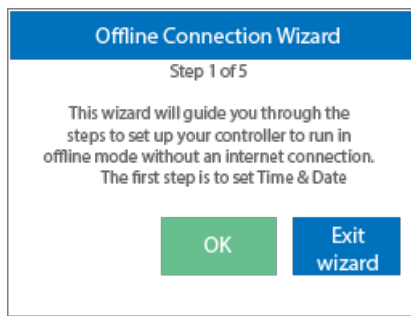 Offline Connection Wizard
Step 1 of 5
This wizard will guide you through the
steps to set up your controller to run in
offline mode without an internet connection.
The first step is to set Time & Date
OK
Exit
wizard